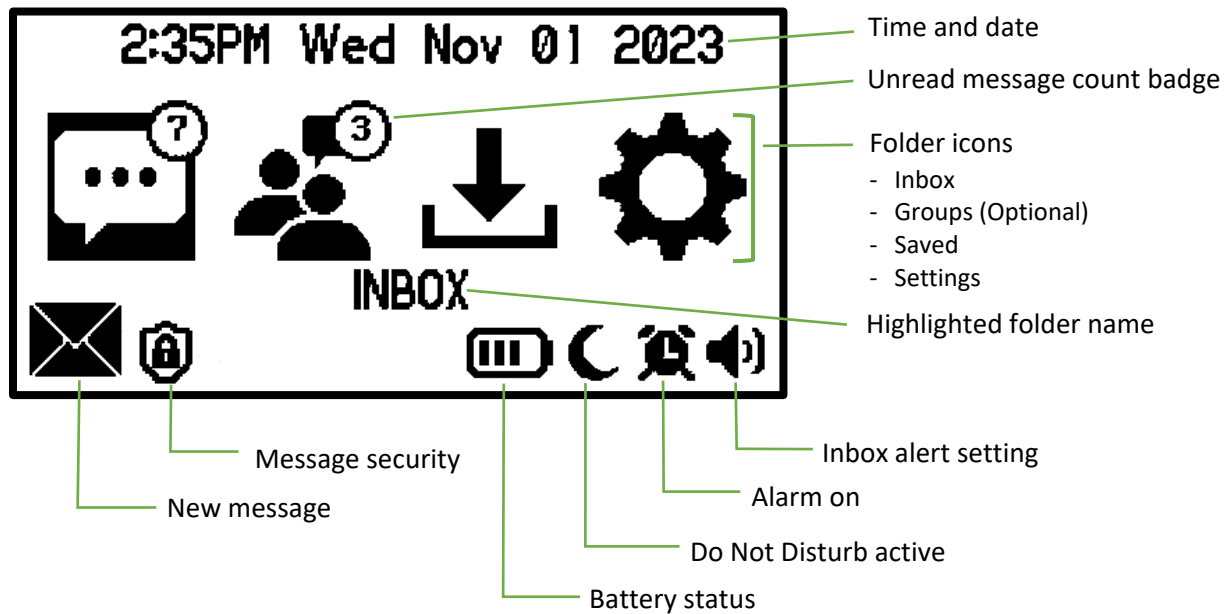 2:35PM Wed Nov 01 2023
Time and date
Unread message count badge
7
3
Folder icons
- Inbox
- Groups (Optional)
- Saved
- Settings
INBOX
Highlighted folder name
Message security
Inbox alert setting
New message
Alarm on
Do Not Disturb active
Battery status